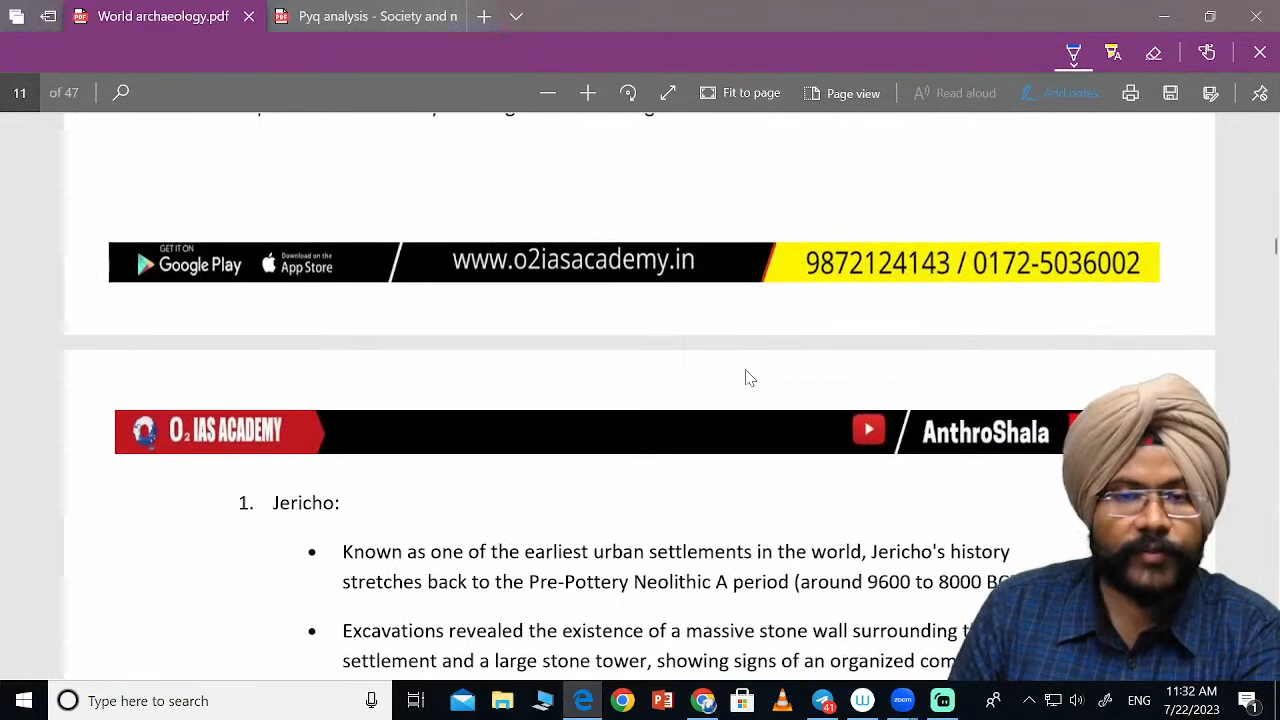 World archaeology.pdf
Pyq analysis - Society and
11 of 47
Fit to page
Page view
Read aloud
Add notes
GET IT ON
Google Play
Download on the
App Store
www.o2iasacademy.in
9872124143 / 0172-5036002
O2 IAS ACADEMY
AnthroShala
1. Jericho:
• Known as one of the earliest urban settlements in the world, Jericho's history
stretches back to the Pre-Pottery Neolithic A period (around 9600 to 8000
• Excavations revealed the existence of a massive stone wall surrounding
settlement and a large stone tower, showing signs of an organized
Type here to search
41
zoom
11:32 AM
7/22/2023
1